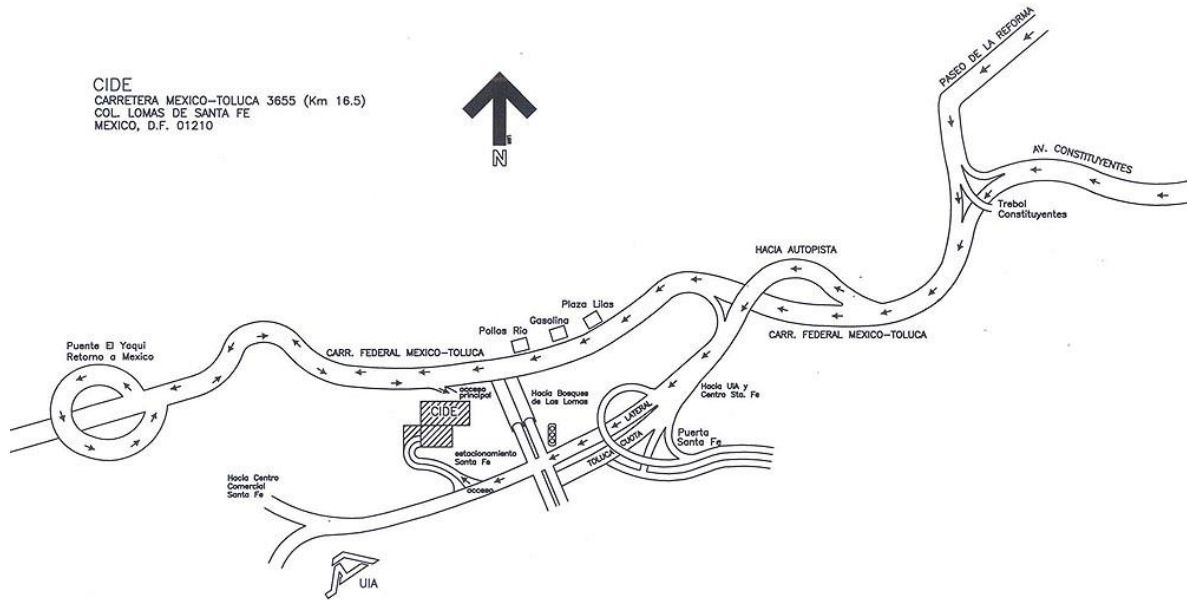 CIDE
CARRETERA MEXICO-TOLUCA 3655 (Km 16.5)
COL. LOMAS DE SANTA FE
MEXICO, D.F. 01210
N
PASEO DE LA REFORMA
AV. CONSTITUYENTES
Trebol
Constituyentes
HACIA AUTOPISTA
CARR. FEDERAL MEXICO-TOLUCA
Plaza Lilas
Gasolina
Pollos Rio
CARR. FEDERAL MEXICO-TOLUCA
Puente El Yaqui
Retorno a Mexico
acceso
principal
CIDE
Hacia Bosques
de Las Lomas
Hacia UIA y
Centro Sta. Fe
LATERAL
TOLUCA CUOTA
Puerta
Santa Fe
estacionamiento
Santa Fe
acceso
Hacia Centro
Comercial
Santa Fe
UIA